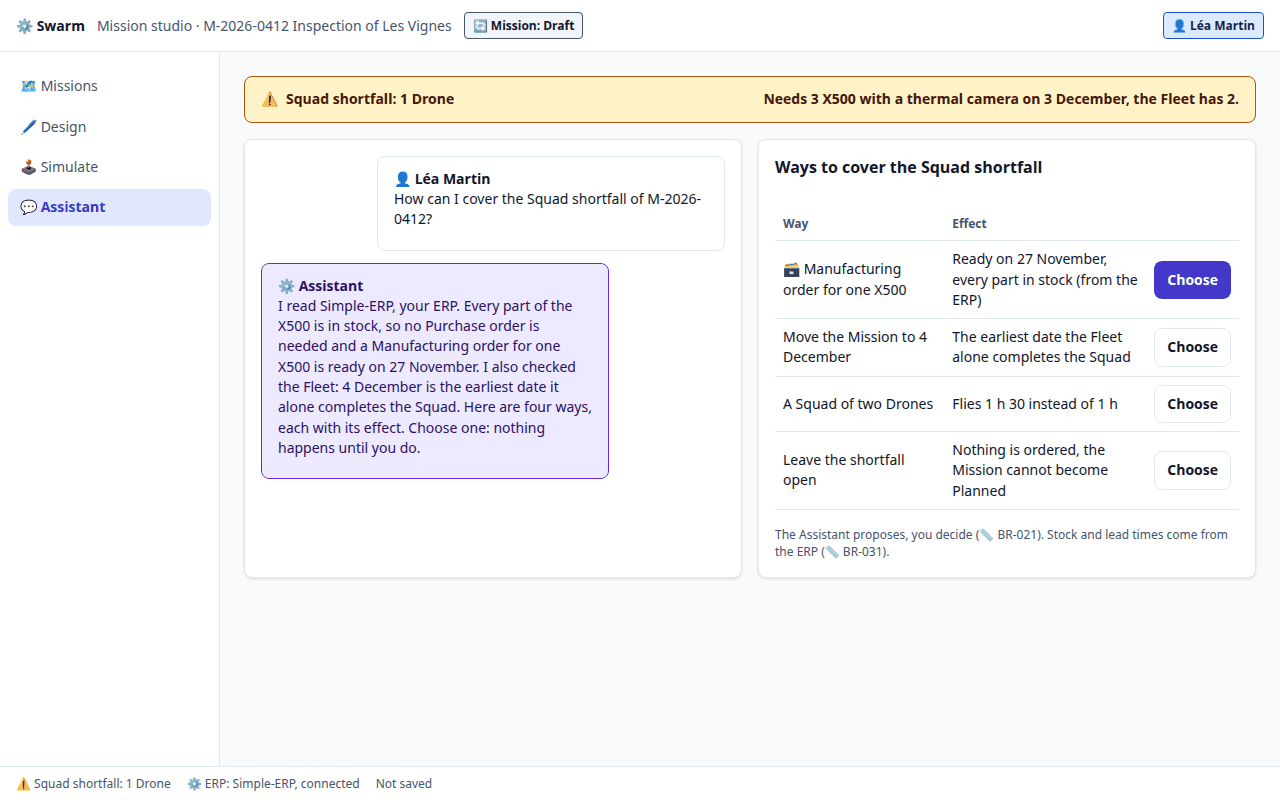 ⚙️ Swarm Mission studio · M-2026-0412 Inspection of Les Vignes 🔄 Mission: Draft 👤 Léa Martin
🗺️ Missions
🖊️ Design
🕹️ Simulate
💬 Assistant
⚠️ Squad shortfall: 1 Drone Needs 3 X500 with a thermal camera on 3 December, the Fleet has 2.
👤 Léa Martin
How can I cover the Squad shortfall of M-2026-
0412?
⚙️ Assistant
I read Simple-ERP, your ERP. Every part of the
X500 is in stock, so no Purchase order is
needed and a Manufacturing order for one
X500 is ready on 27 November. I also checked
the Fleet: 4 December is the earliest date it
alone completes the Squad. Here are four ways,
each with its effect. Choose one: nothing
happens until you do.
Ways to cover the Squad shortfall
Way Effect
🗃️ Manufacturing
order for one X500
Ready on 27 November,
every part in stock (from the
ERP)
Choose
Move the Mission to 4
December
The earliest date the Fleet
alone completes the Squad
Choose
A Squad of two Drones
Flies 1 h 30 instead of 1 h
Choose
Leave the shortfall
open
Nothing is ordered, the
Mission cannot become
Planned
Choose
The Assistant proposes, you decide (📏 BR-021). Stock and lead times come from
the ERP (📏 BR-031).
⚠️ Squad shortfall: 1 Drone ⚙️ ERP: Simple-ERP, connected Not saved